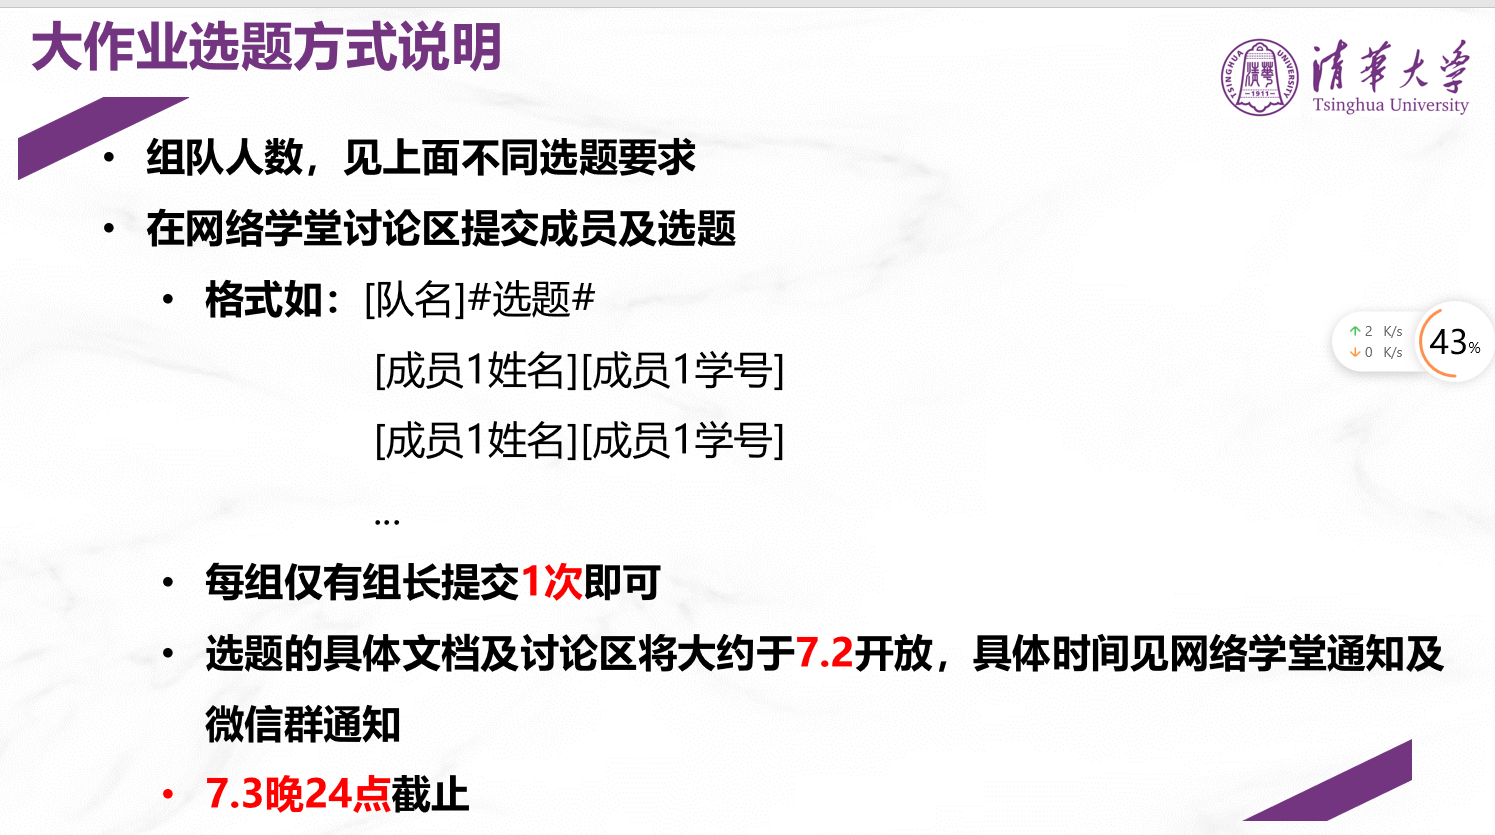 大作业选题方式说明
TSINGHUA UNIVERSITY
清華
-1911-
清華大学
Tsinghua University
• 组队人数，见上面不同选题要求
• 在网络学堂讨论区提交成员及选题
• 格式如：[队名]#选题#
[成员1姓名][成员1学号]
[成员1姓名][成员1学号]
...
↑ 2 K/s
↓ 0 K/s
43%
• 每组仅有组长提交1次即可
• 选题的具体文档及讨论区将大约于7.2开放，具体时间见网络学堂通知及
微信群通知
• 7.3晚24点截止